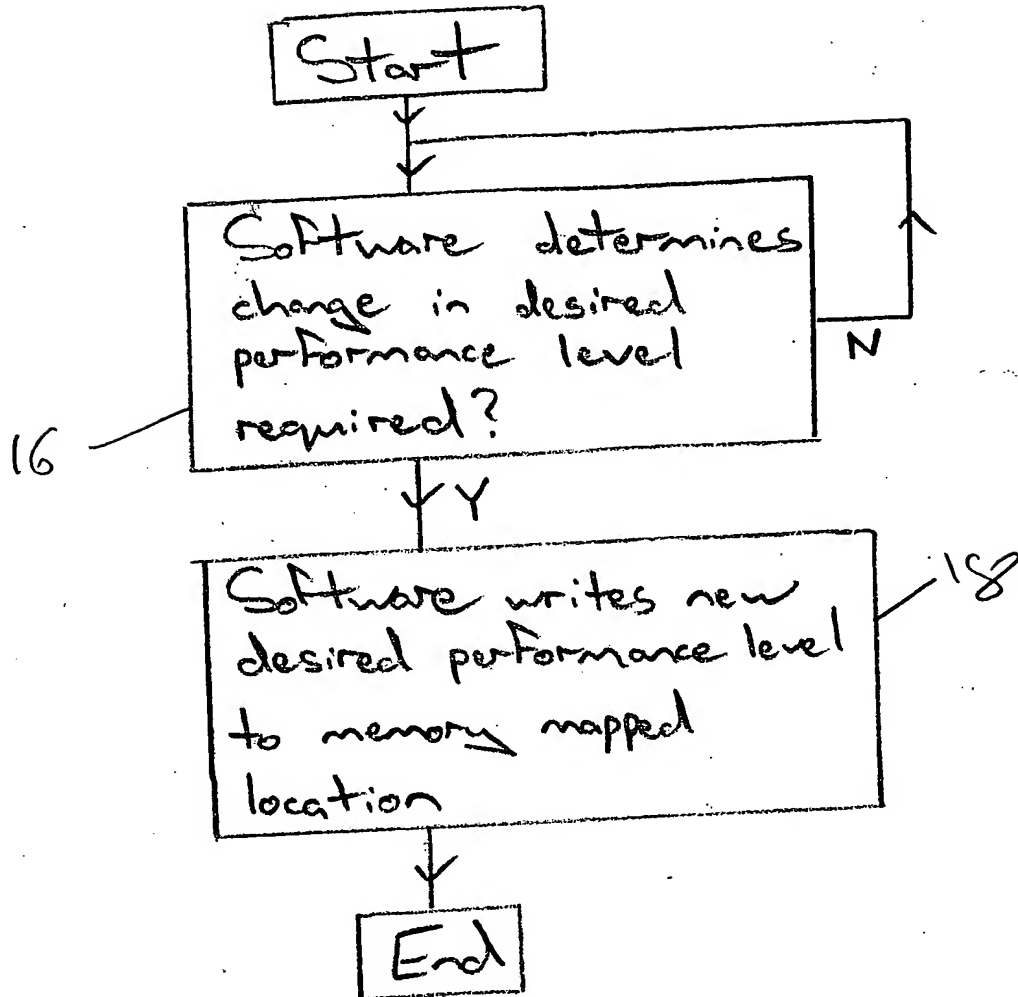 Start
Software determines
change in desired
performance level
required?
N
16
Y
Software writes new
desired performance level
to memory mapped
location
18
End